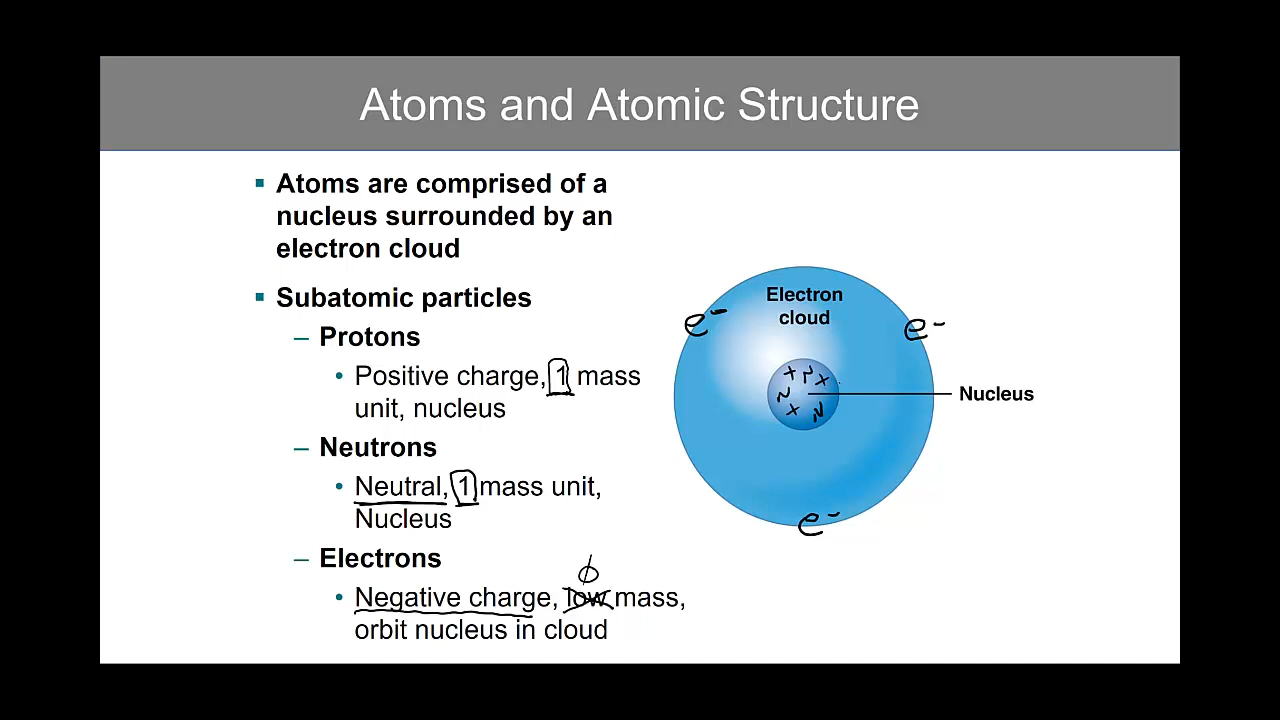 Atoms and Atomic Structure
▪ Atoms are comprised of a
nucleus surrounded by an
electron cloud
▪ Subatomic particles
– Protons
• Positive charge, 1 mass
unit, nucleus
– Neutrons
• Neutral, 1 mass unit,
Nucleus
– Electrons
ϕ
• Negative charge, low mass,
orbit nucleus in cloud
Electron
cloud
e- e-
+ N +
N
+ N
Nucleus
e-